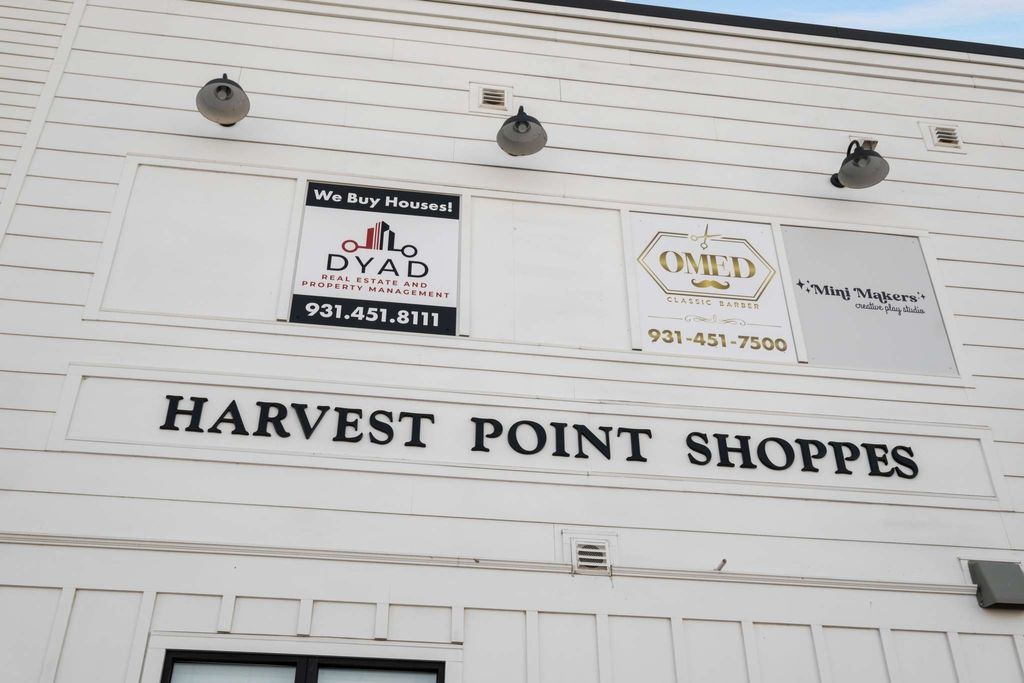 We Buy Houses!
DYAD
REAL ESTATE AND
PROPERTY MANAGEMENT
931.451.8111
OMED
CLASSIC BARBER
931-451-7500
Mini Makers
creative play studio
HARVEST POINT SHOPPES